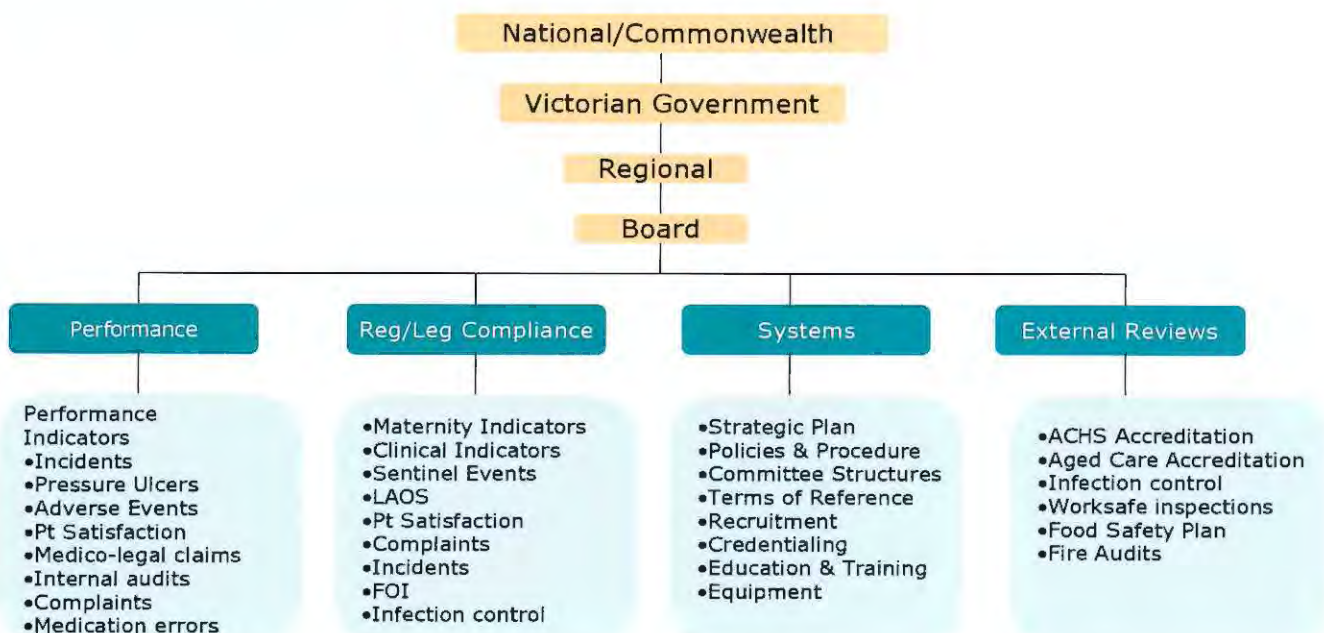 National/Commonwealth
Victorian Government
Regional
Board
Performance
Reg/Leg Compliance
Systems
External Reviews
Performance
Indicators
•Incidents
•Pressure Ulcers
•Adverse Events
•Pt Satisfaction
•Medico-legal claims
•Internal audits
•Complaints
•Medication errors
•Maternity Indicators
•Clinical Indicators
•Sentinel Events
•LAOS
•Pt Satisfaction
•Complaints
•Incidents
•FOI
•Infection control
•Strategic Plan
•Policies & Procedure
•Committee Structures
•Terms of Reference
•Recruitment
•Credentialing
•Education & Training
•Equipment
•ACHS Accreditation
•Aged Care Accreditation
•Infection control
•Worksafe inspections
•Food Safety Plan
•Fire Audits